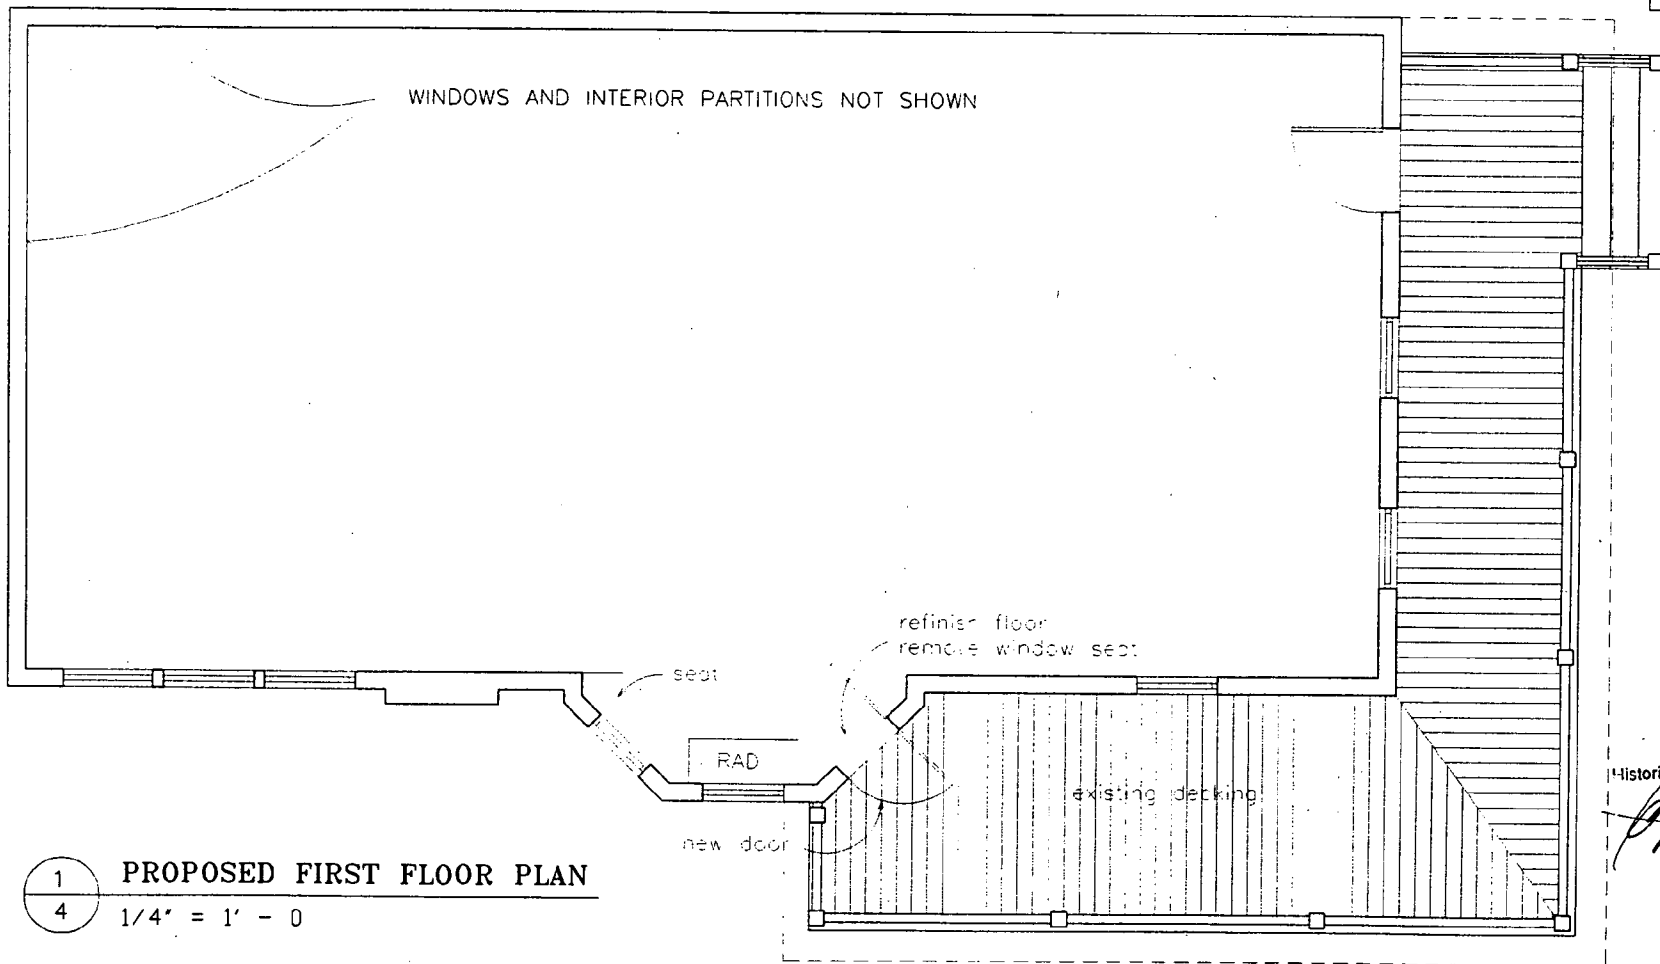 WINDOWS AND INTERIOR PARTITIONS NOT SHOWN
refinish floor
remove window seat
seat
RAD
existing decking
new door
Histori
1
4
PROPOSED FIRST FLOOR PLAN
1/4" = 1' - 0